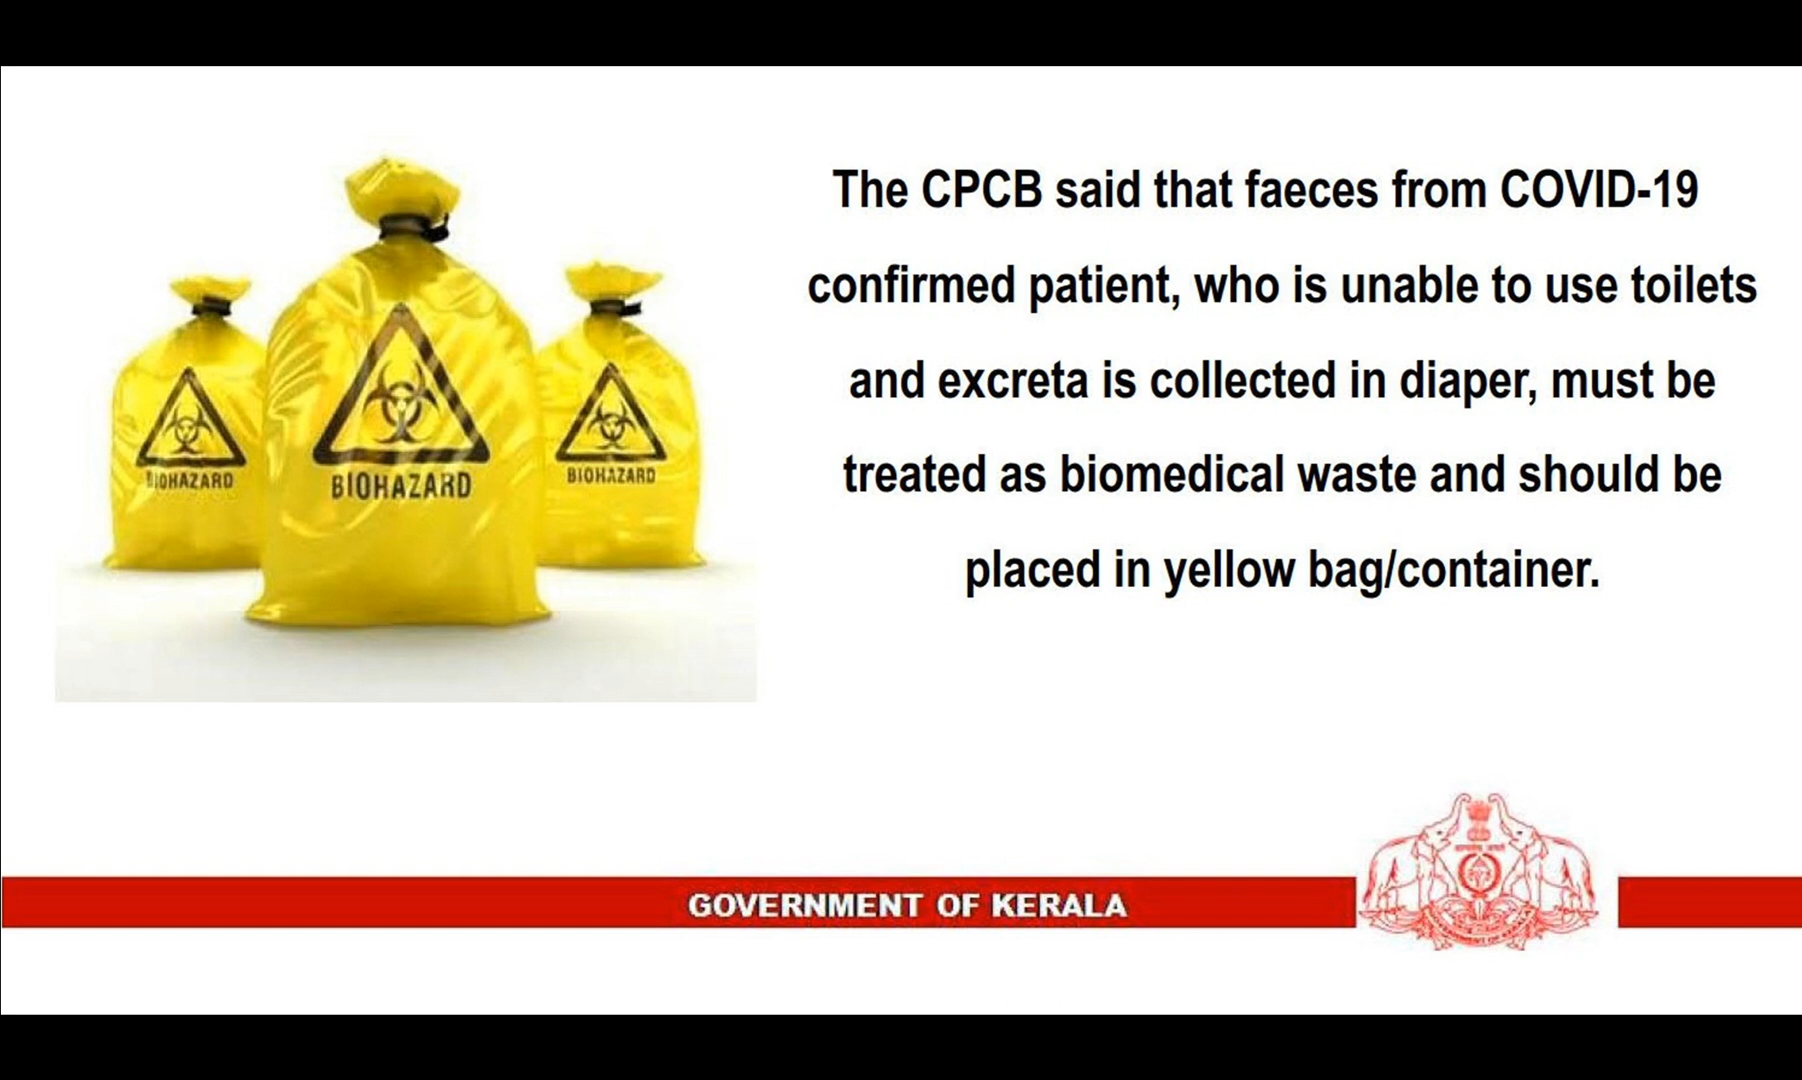 The CPCB said that faeces from COVID-19
confirmed patient, who is unable to use toilets
and excreta is collected in diaper, must be
treated as biomedical waste and should be
placed in yellow bag/container.
BIOHAZARD
BIOHAZARD
BIOHAZARD
GOVERNMENT OF KERALA